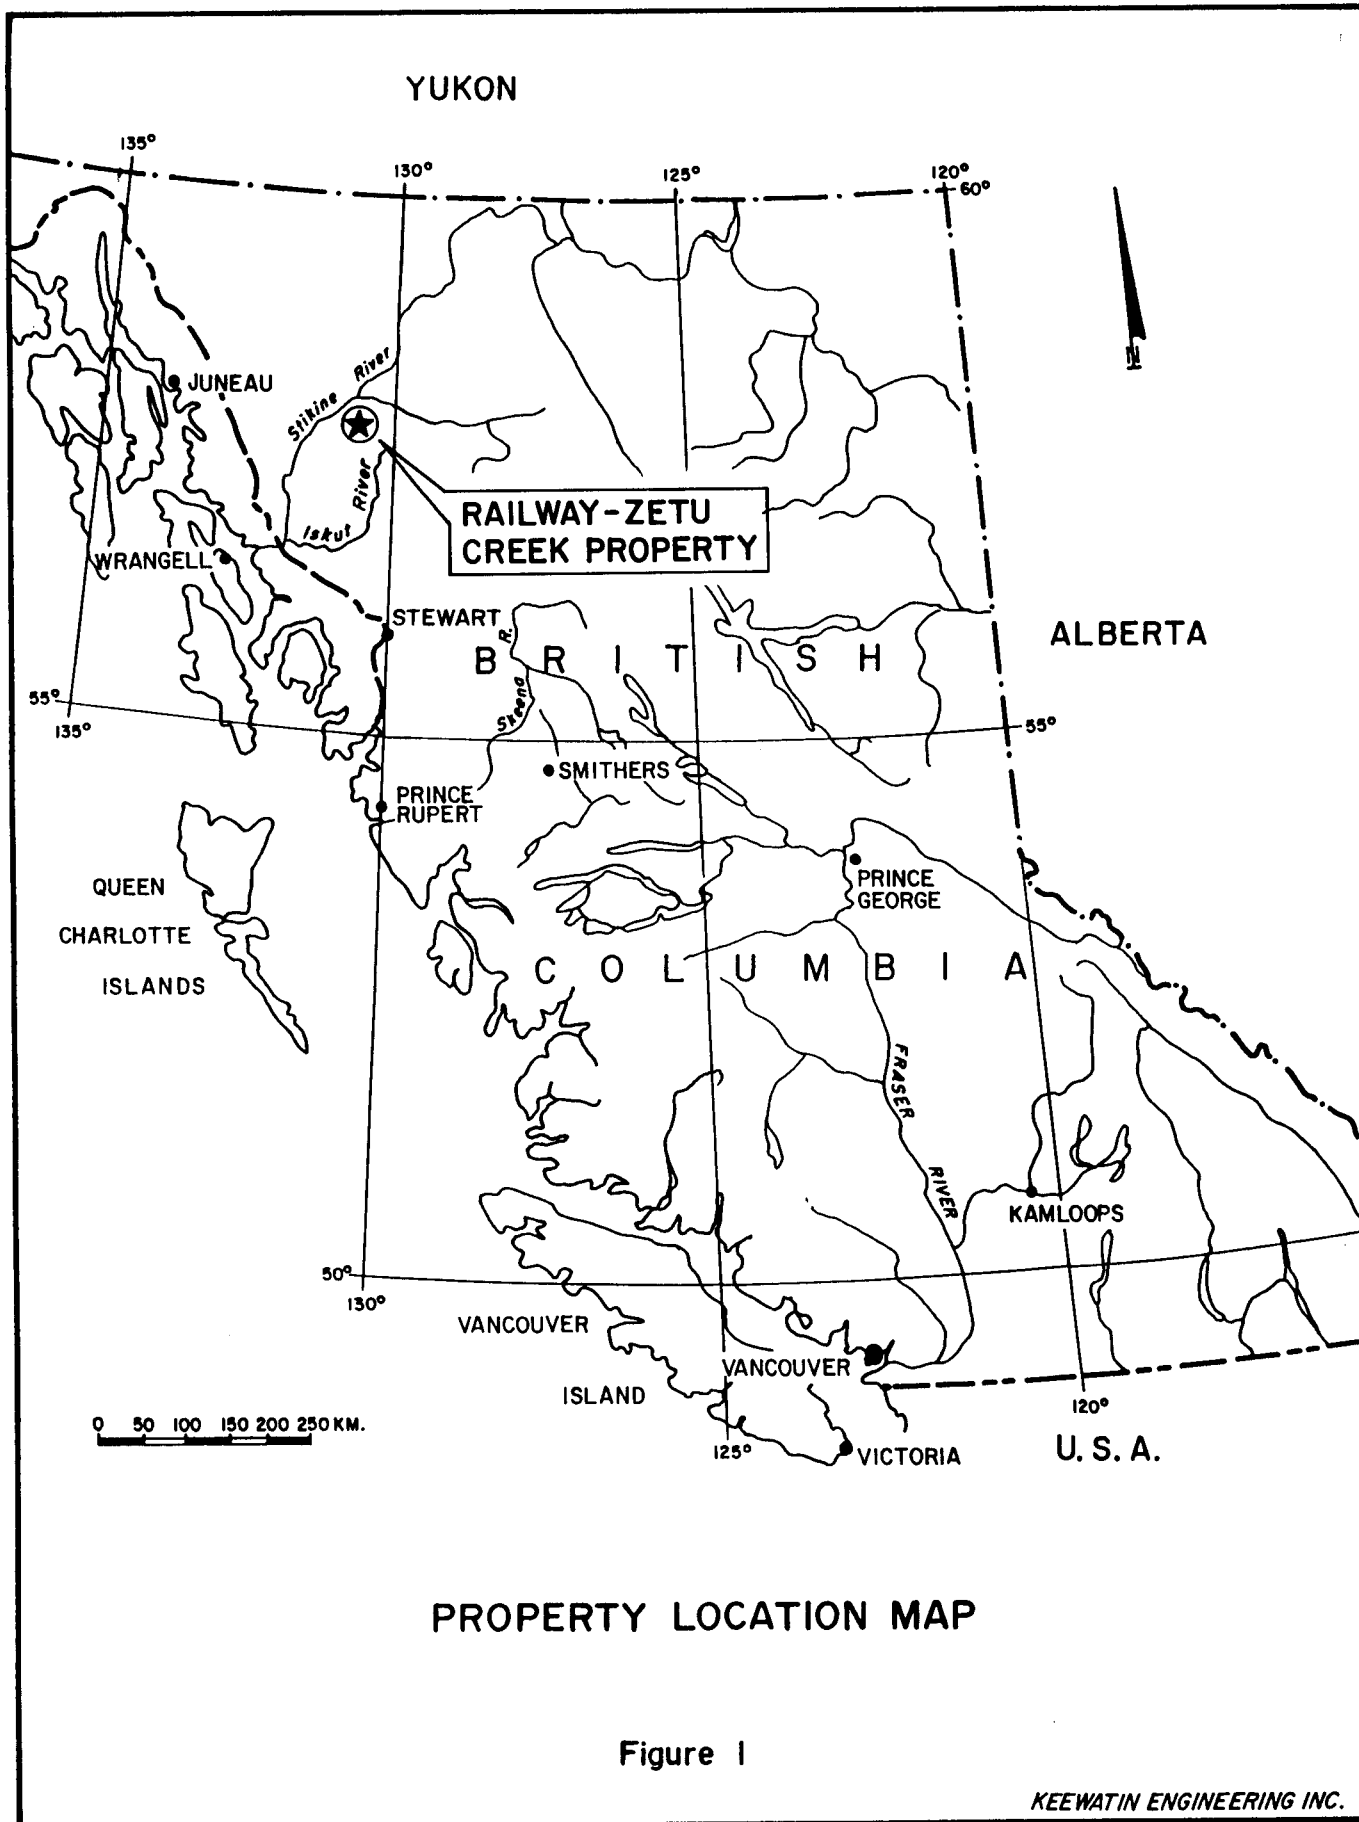 YUKON
135°
130°
125°
120°
60°
JUNEAU
Stikine River
Iskut River
N
RAILWAY-ZETU
CREEK PROPERTY
WRANGELL
STEWART
ALBERTA
BRITISH
Skeena R.
55°
135°
55°
SMITHERS
PRINCE
RUPERT
QUEEN
CHARLOTTE
ISLANDS
PRINCE
GEORGE
COLUMBIA
FRASER RIVER
KAMLOOPS
50°
130°
VANCOUVER
ISLAND
VANCOUVER
120°
125°
VICTORIA
U.S.A.
0 50 100 150 200 250 KM.
PROPERTY LOCATION MAP
Figure 1
KEEWATIN ENGINEERING INC.